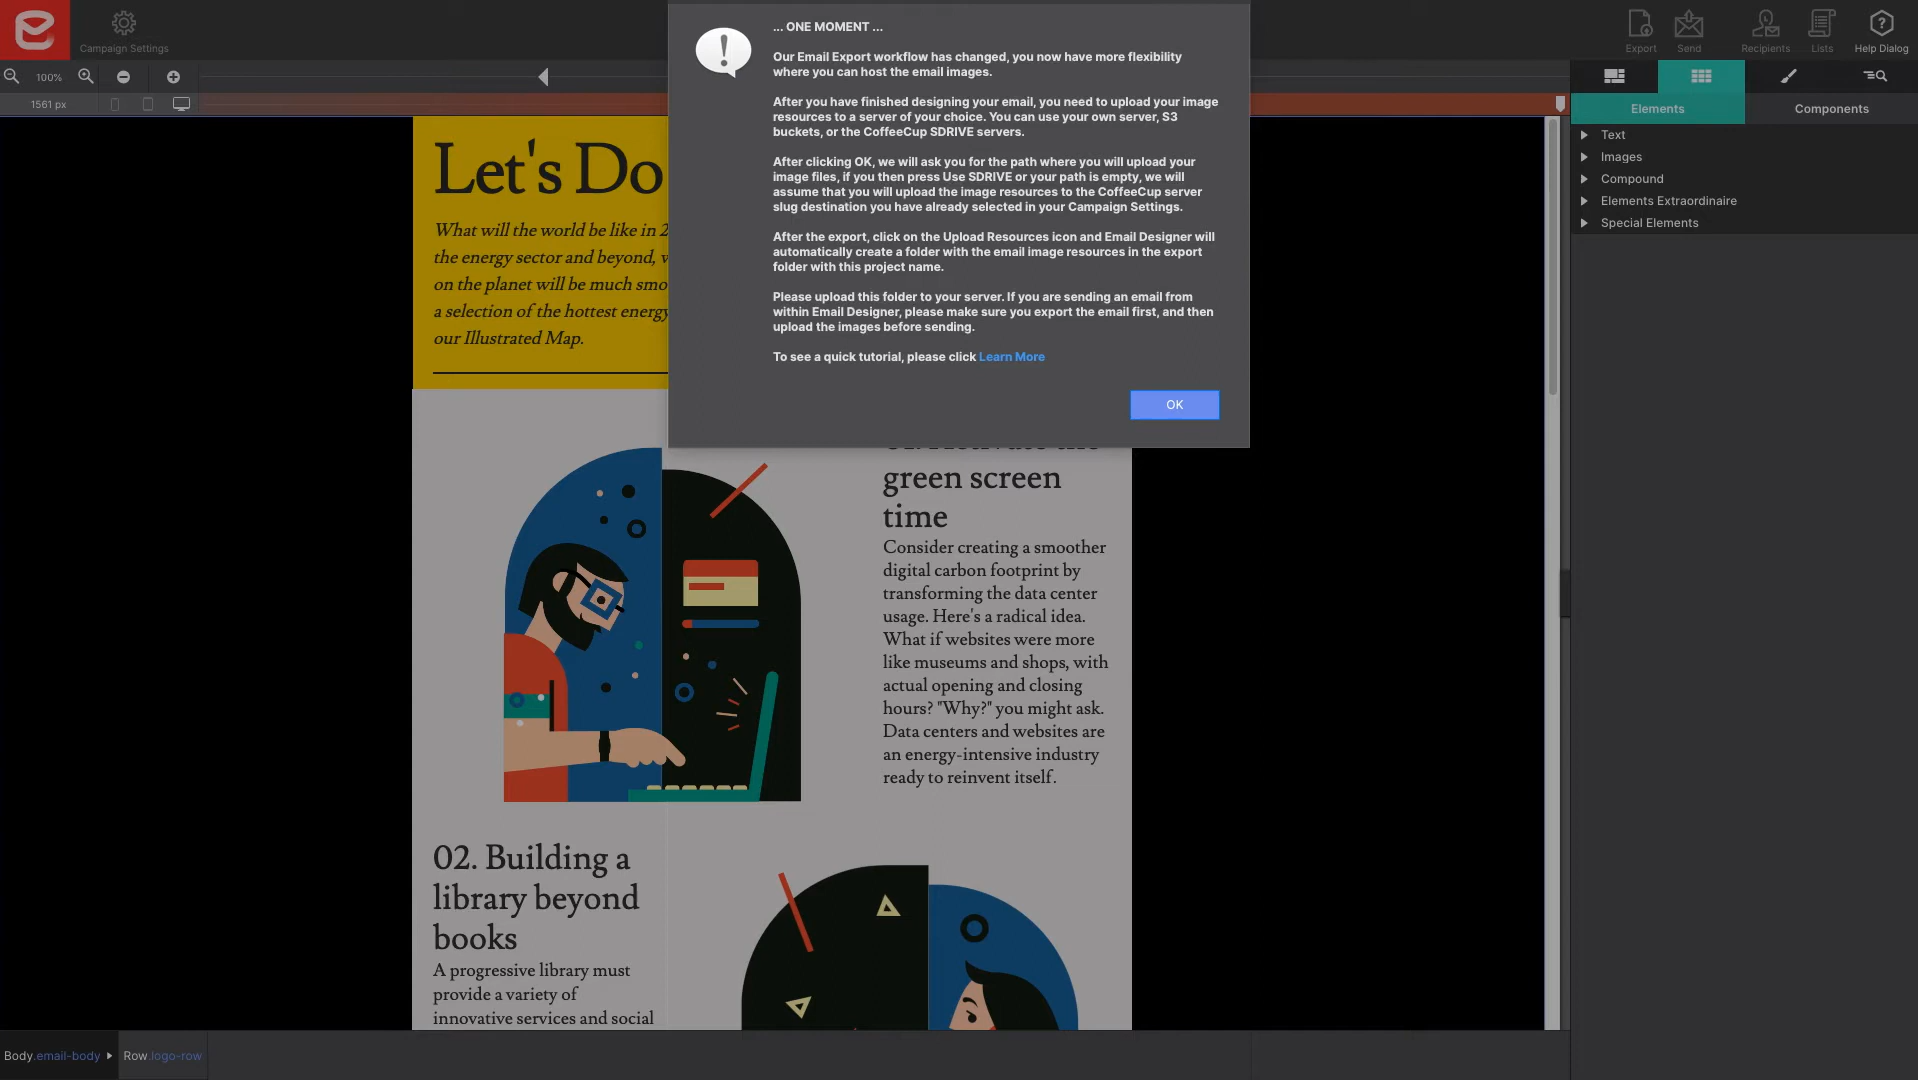 Campaign Settings
Export
Send
Recipients
Lists
Help Dialog
100%
1561 px
Elements
Components
Text
Images
Compound
Elements Extraordinaire
Special Elements
... ONE MOMENT ...
Our Email Export workflow has changed, you now have more flexibility
where you can host the email images.
After you have finished designing your email, you need to upload your image
resources to a server of your choice. You can use your own server, S3
buckets, or the CoffeeCup SDRIVE servers.
After clicking OK, we will ask you for the path where you will upload your
image files, if you then press Use SDRIVE or your path is empty, we will
assume that you will upload the image resources to the CoffeeCup server
slug destination you have already selected in your Campaign Settings.
After the export, click on the Upload Resources icon and Email Designer will
automatically create a folder with the email image resources in the export
folder with this project name.
Please upload this folder to your server. If you are sending an email from
within Email Designer, please make sure you export the email first, and then
upload the images before sending.
To see a quick tutorial, please click Learn More
OK
Let's Do
What will the world be like in 2
the energy sector and beyond,
on the planet will be much smo
a selection of the hottest energy
our Illustrated Map.
green screen
time
Consider creating a smoother
digital carbon footprint by
transforming the data center
usage. Here's a radical idea.
What if websites were more
like museums and shops, with
actual opening and closing
hours? "Why?" you might ask.
Data centers and websites are
an energy-intensive industry
ready to reinvent itself.
02. Building a
library beyond
books
A progressive library must
provide a variety of
innovative services and social
Body.email-body
Row.logo-row